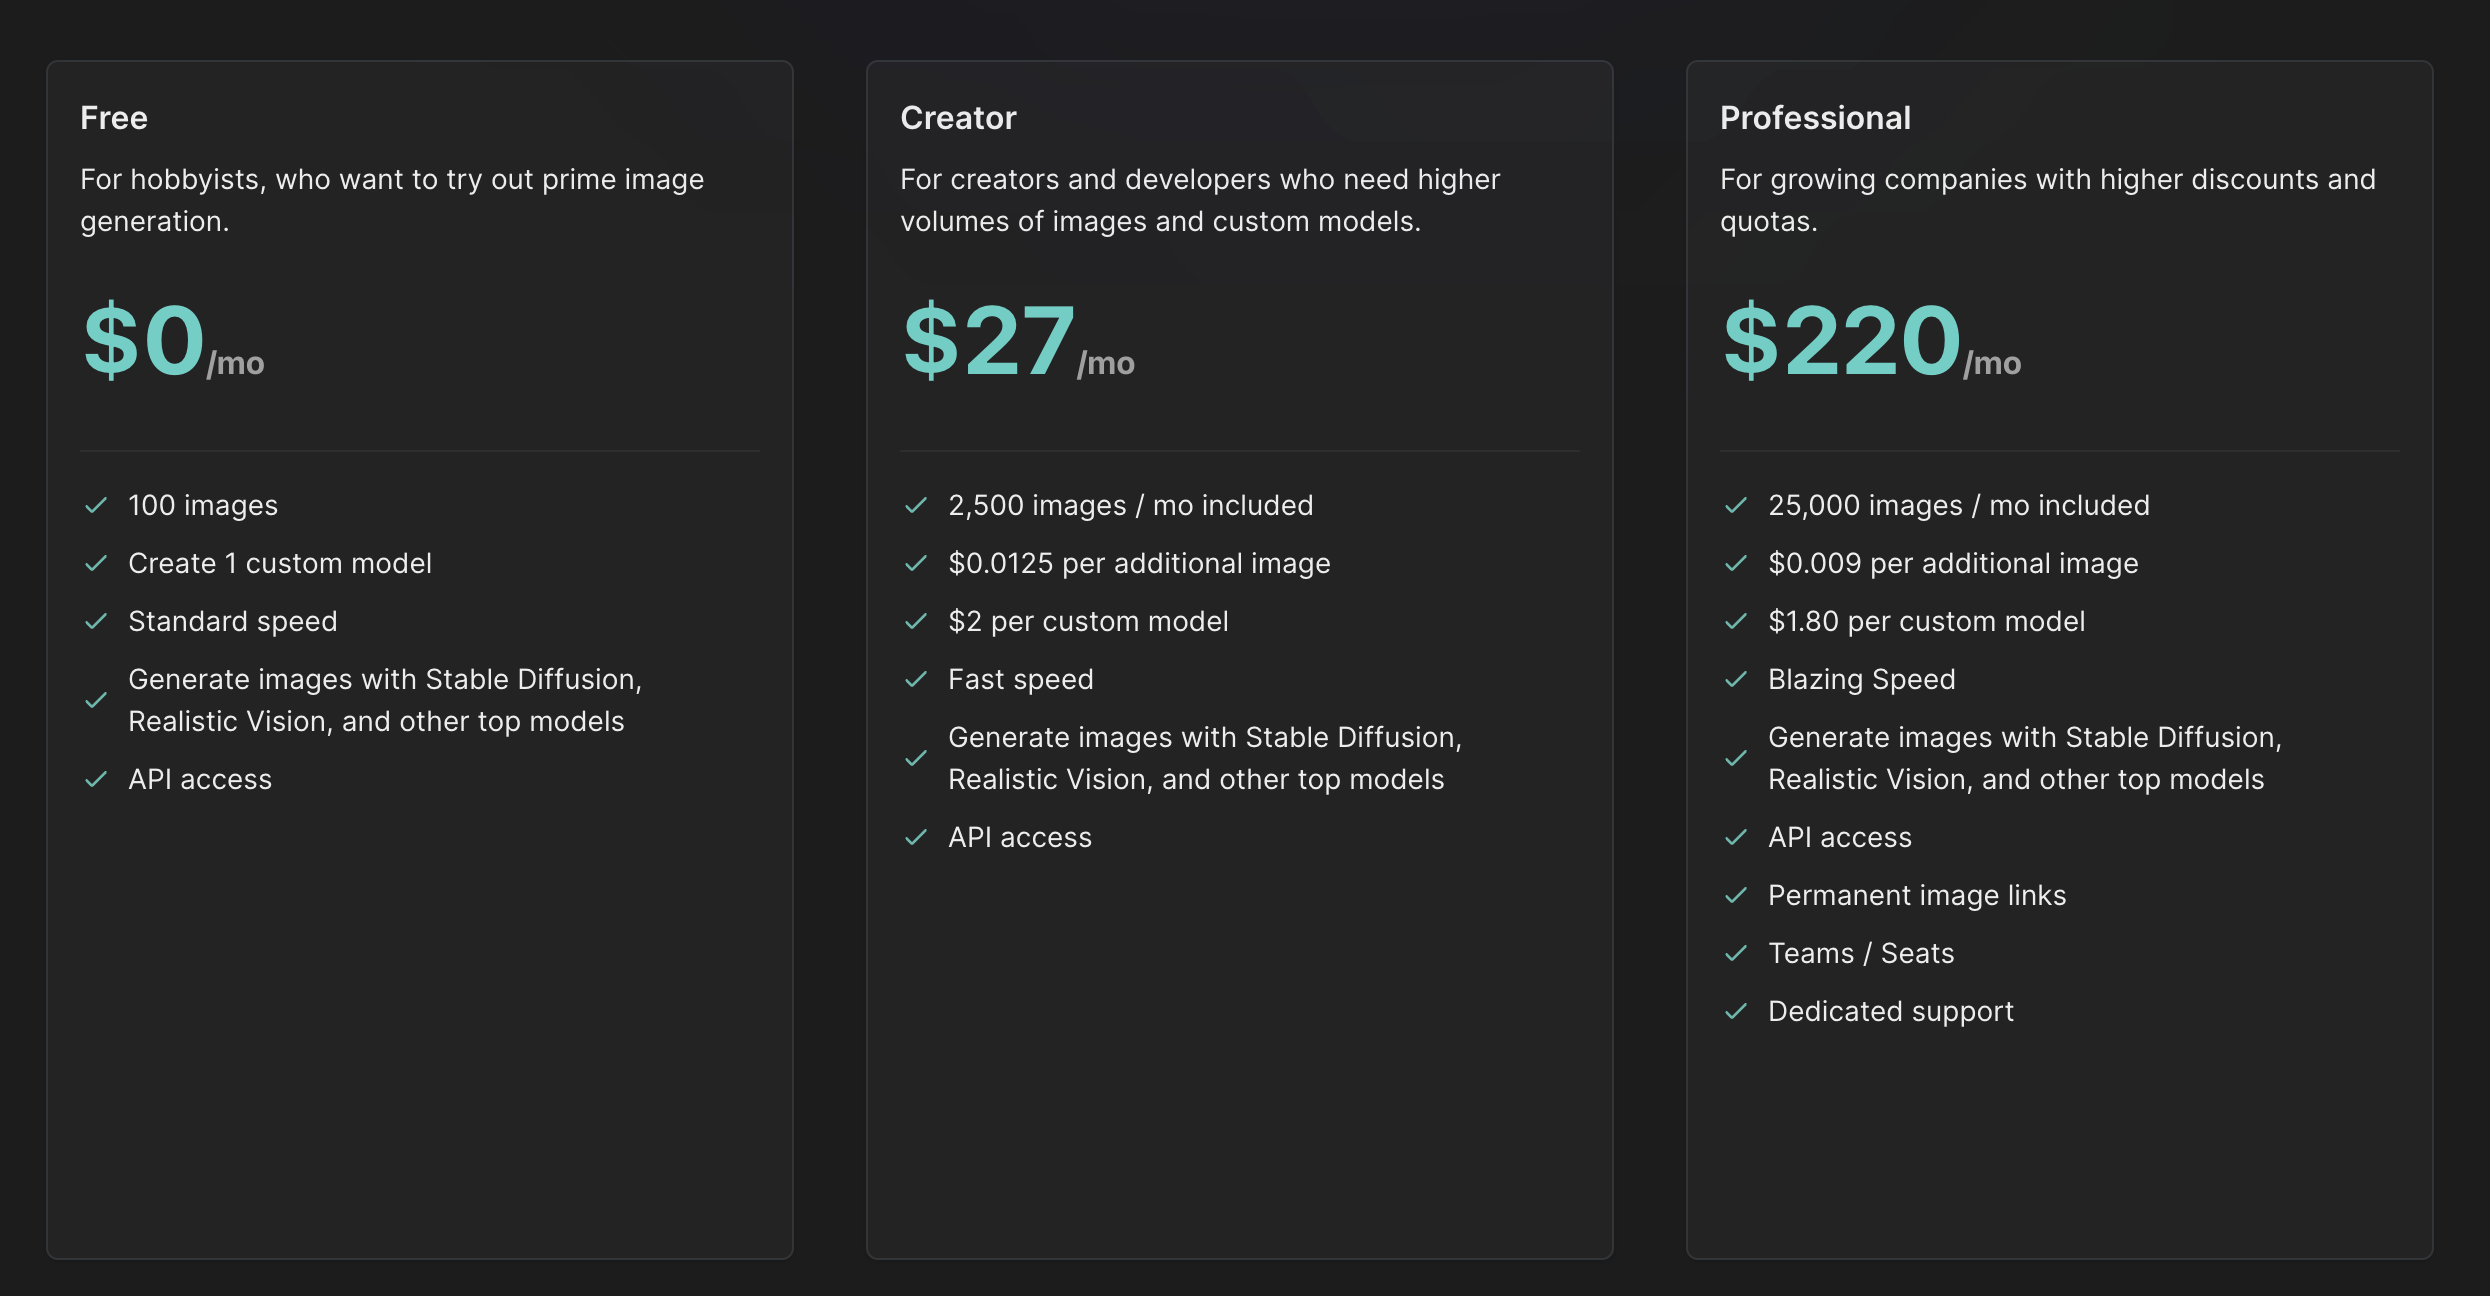 Free
For hobbyists, who want to try out prime image
generation.
$0/mo
100 images
Create 1 custom model
Standard speed
Generate images with Stable Diffusion,
Realistic Vision, and other top models
API access
Creator
For creators and developers who need higher
volumes of images and custom models.
$27/mo
2,500 images / mo included
$0.0125 per additional image
$2 per custom model
Fast speed
Generate images with Stable Diffusion,
Realistic Vision, and other top models
API access
Professional
For growing companies with higher discounts and
quotas.
$220/mo
25,000 images / mo included
$0.009 per additional image
$1.80 per custom model
Blazing Speed
Generate images with Stable Diffusion,
Realistic Vision, and other top models
API access
Permanent image links
Teams / Seats
Dedicated support